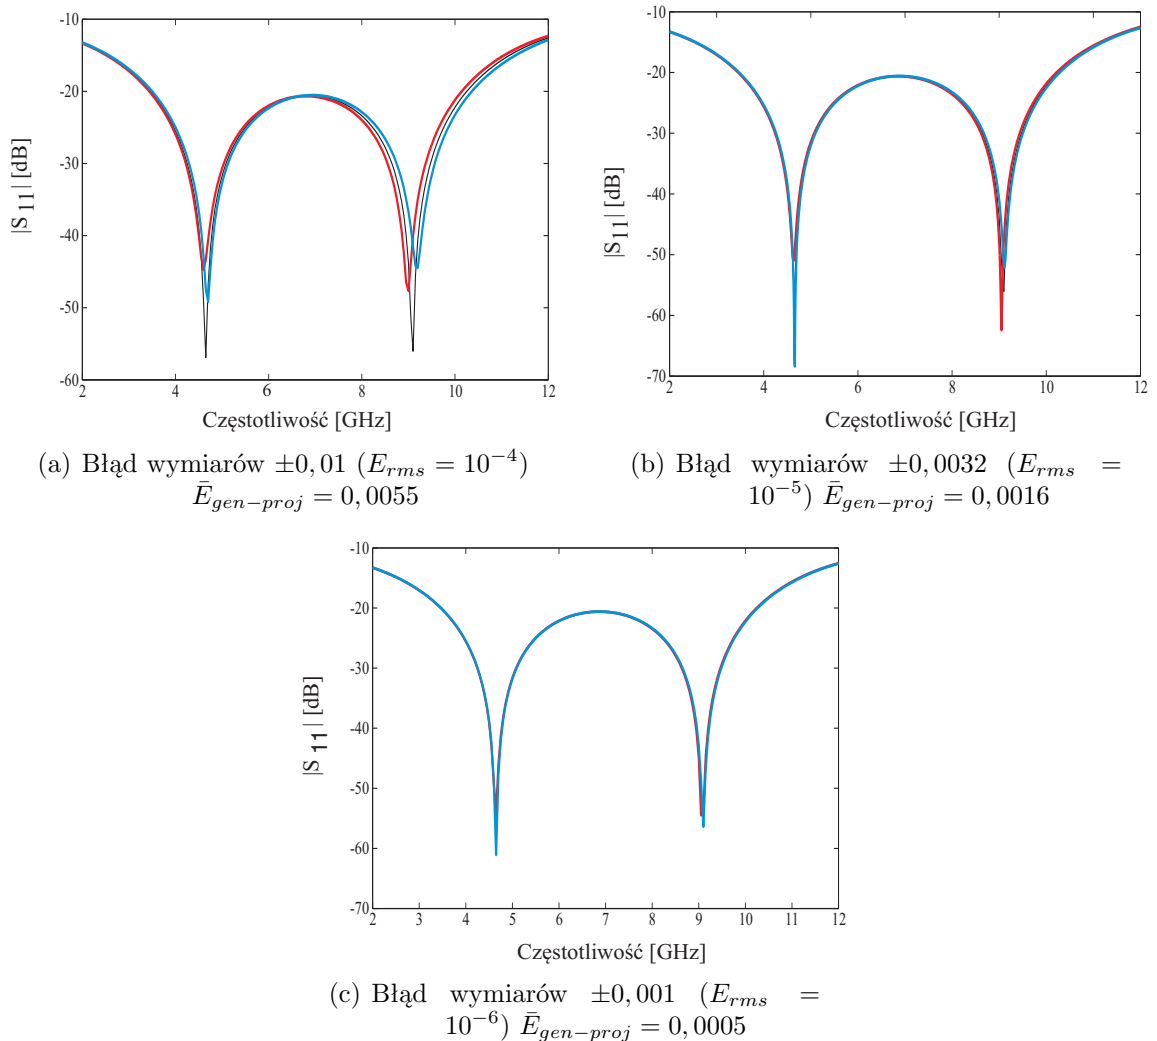 -10
-20
-30
-40
-50
-60
2 4 6 8 10 12
|S11| [dB]
Częstotliwość [GHz]
(a) Błąd wymiarów ±0,01 (E_rms = 10^−4)
Ē_gen−proj = 0,0055
-10
-20
-30
-40
-50
-60
-70
2 4 6 8 10 12
|S11| [dB]
Częstotliwość [GHz]
(b) Błąd wymiarów ±0,0032 (E_rms =
10^−5) Ē_gen−proj = 0,0016
-10
-20
-30
-40
-50
-60
-70
2 3 4 5 6 7 8 9 10 11 12
|S11| [dB]
Częstotliwość [GHz]
(c) Błąd wymiarów ±0,001 (E_rms =
10^−6) Ē_gen−proj = 0,0005